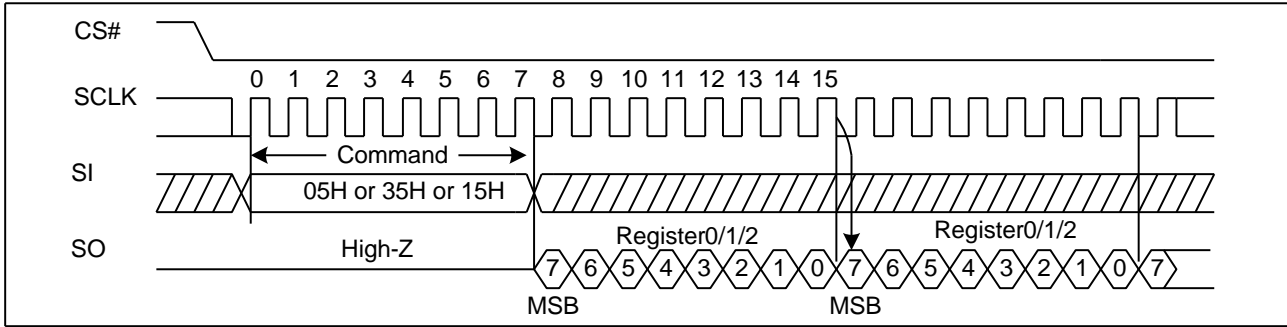 CS#
0 1 2 3 4 5 6 7 8 9 10 11 12 13 14 15
SCLK
Command
SI
05H or 35H or 15H
Register0/1/2 Register0/1/2
SO High-Z
7 6 5 4 3 2 1 0 7 6 5 4 3 2 1 0 7
MSB MSB